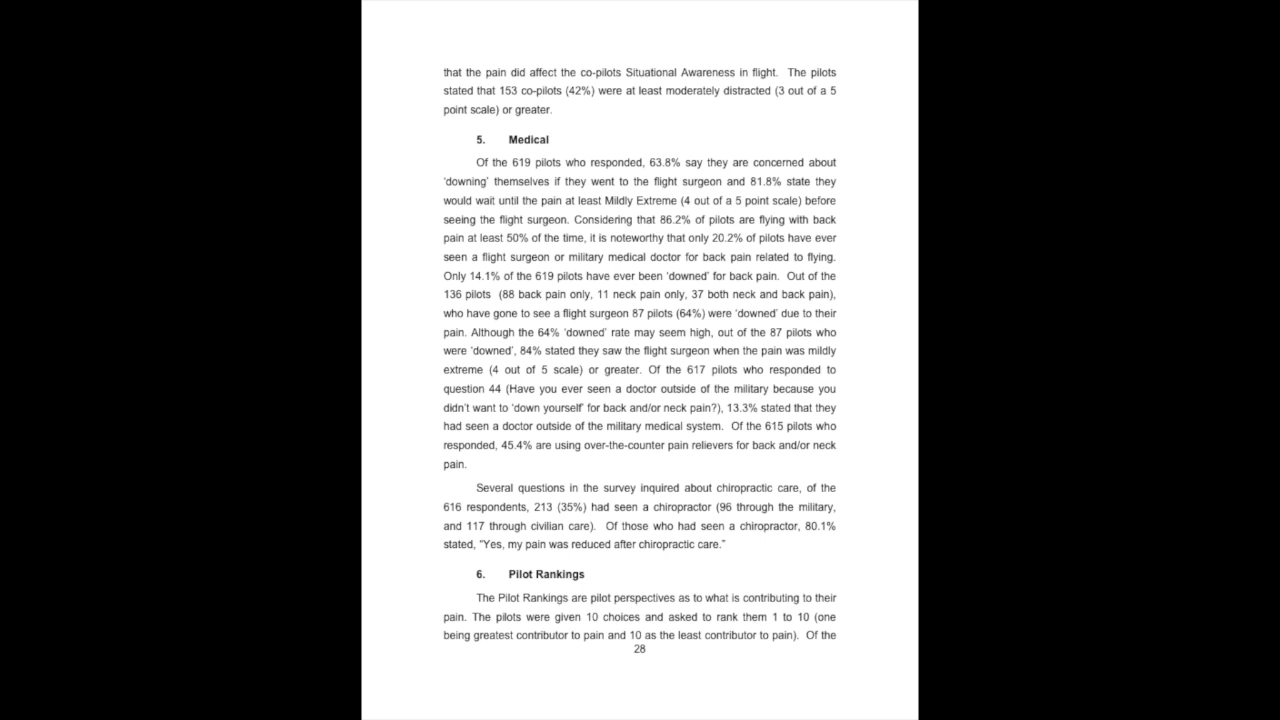 that the pain did affect the co-pilots Situational Awareness in flight.  The pilots
stated that 153 co-pilots (42%) were at least moderately distracted (3 out of a 5
point scale) or greater.
5.  Medical
Of the 619 pilots who responded, 63.8% say they are concerned about
‘downing’ themselves if they went to the flight surgeon and 81.8% state they
would wait until the pain at least Mildly Extreme (4 out of a 5 point scale) before
seeing the flight surgeon. Considering that 86.2% of pilots are flying with back
pain at least 50% of the time, it is noteworthy that only 20.2% of pilots have ever
seen a flight surgeon or military medical doctor for back pain related to flying.
Only 14.1% of the 619 pilots have ever been ‘downed’ for back pain.  Out of the
136 pilots  (88 back pain only, 11 neck pain only, 37 both neck and back pain),
who have gone to see a flight surgeon 87 pilots (64%) were ‘downed’ due to their
pain. Although the 64% ‘downed’ rate may seem high, out of the 87 pilots who
were ‘downed’, 84% stated they saw the flight surgeon when the pain was mildly
extreme (4 out of 5 scale) or greater. Of the 617 pilots who responded to
question 44 (Have you ever seen a doctor outside of the military because you
didn’t want to ‘down yourself’ for back and/or neck pain?), 13.3% stated that they
had seen a doctor outside of the military medical system.  Of the 615 pilots who
responded, 45.4% are using over-the-counter pain relievers for back and/or neck
pain.
Several questions in the survey inquired about chiropractic care, of the
616 respondents, 213 (35%) had seen a chiropractor (96 through the military,
and 117 through civilian care).  Of those who had seen a chiropractor, 80.1%
stated, “Yes, my pain was reduced after chiropractic care.”
6.  Pilot Rankings
The Pilot Rankings are pilot perspectives as to what is contributing to their
pain. The pilots were given 10 choices and asked to rank them 1 to 10 (one
being greatest contributor to pain and 10 as the least contributor to pain).  Of the
28